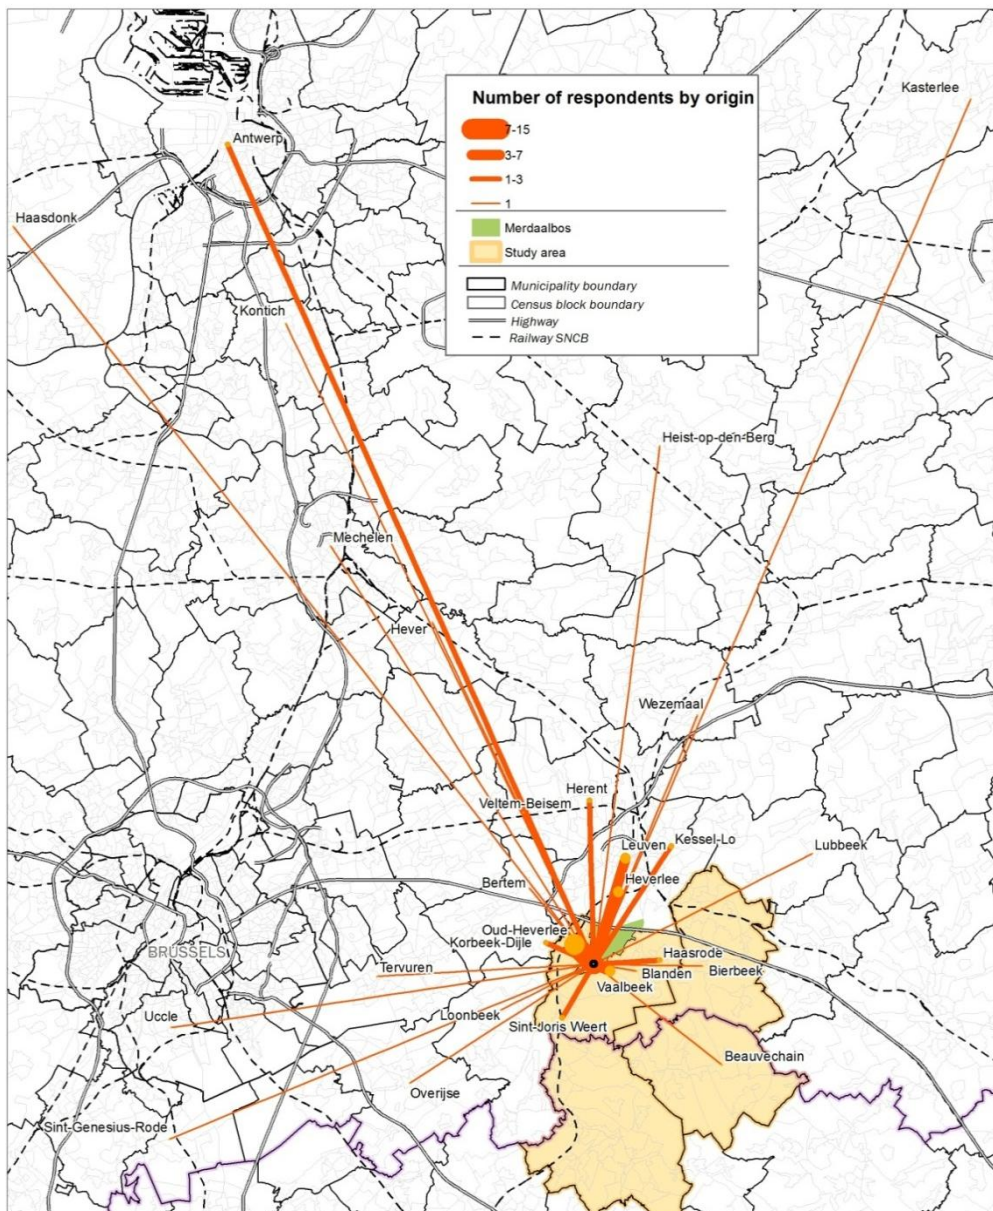 Kasterlee
Number of respondents by origin
7-15
3-7
1-3
1
Merdaalbos
Study area
Municipality boundary
Census block boundary
Highway
Railway SNCB
Antwerp
Haasdonk
Kontich
Heist-op-den-Berg
Mechelen
Hever
Wezemaal
Herent
Veltem-Beisem
Kessel-Lo
Leuven
Lubbeek
Heverlee
Bertem
Oud-Heverlee
Korbeek-Dijle
BRUSSELS
Haasrode
Tervuren
Blanden
Bierbeek
Vaalbeek
Uccle
Loonbeek
Sint-Joris Weert
Beauvechain
Overijse
Sint-Genesius-Rode